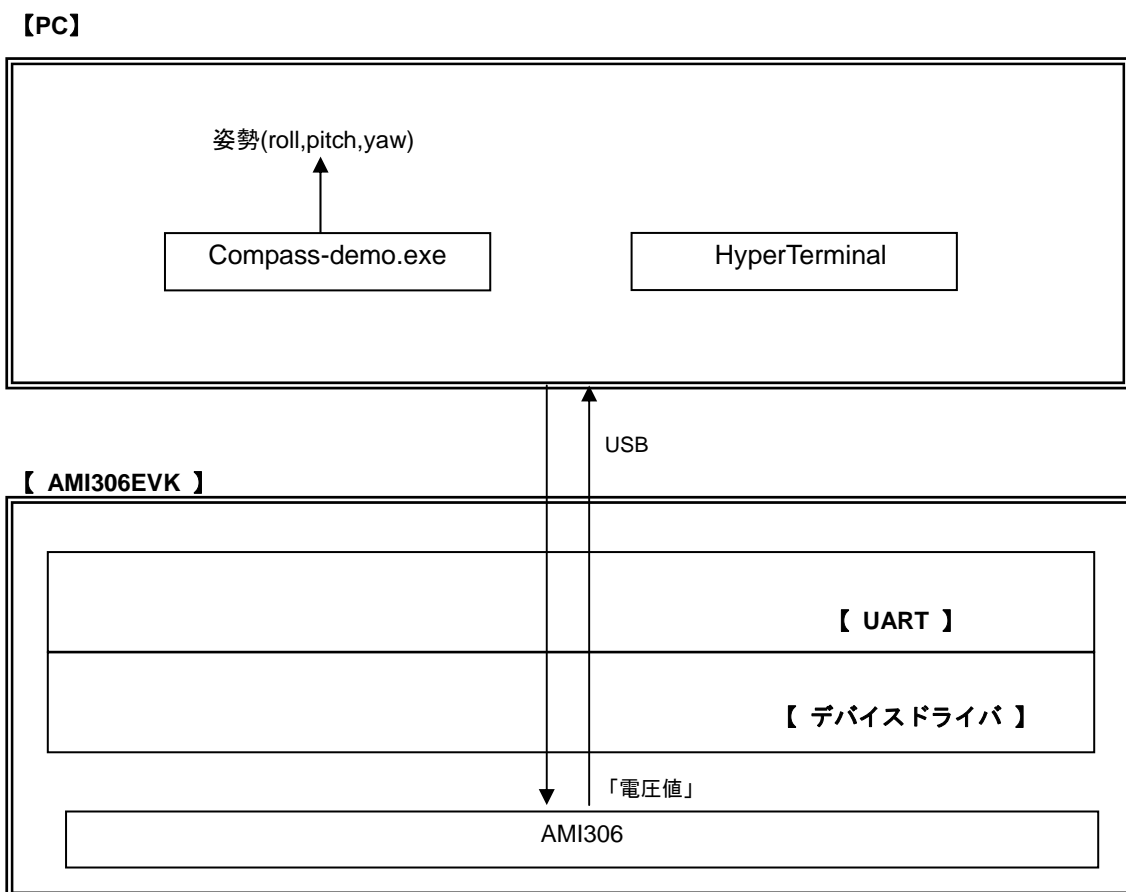 【PC】
姿勢(roll,pitch,yaw)
Compass-demo.exe
HyperTerminal
USB
【 AMI306EVK 】
【 UART 】
【 デバイスドライバ 】
「電圧値」
AMI306